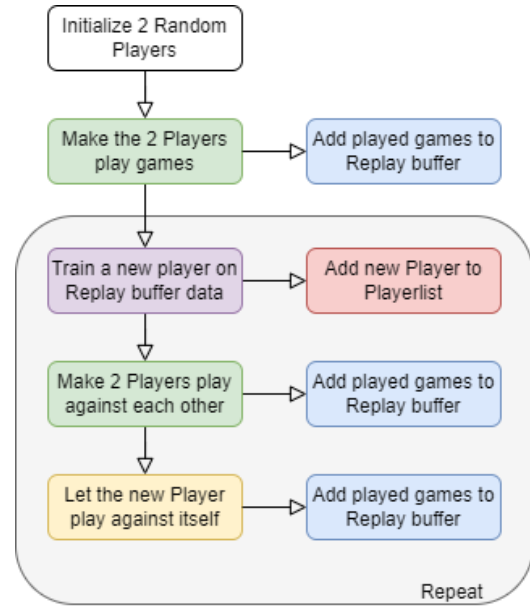 Initialize 2 Random
Players
Make the 2 Players
play games
Add played games to
Replay buffer
Train a new player on
Replay buffer data
Add new Player to
Playerlist
Make 2 Players play
against each other
Add played games to
Replay buffer
Let the new Player
play against itself
Add played games to
Replay buffer
Repeat